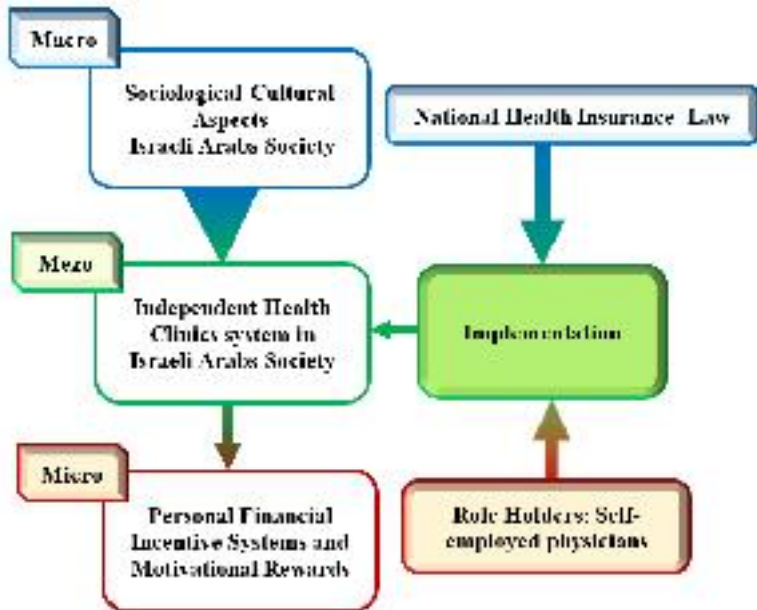 Macro
Sociological-Cultural
Aspects
Israeli Arabs Society
National Health Insurance Law
Mezo
Independent Health
Clinics system in
Israeli Arabs Society
Implementation
Micro
Personal Financial
Incentive Systems and
Motivational Rewards
Role Holders: Self-
employed physicians